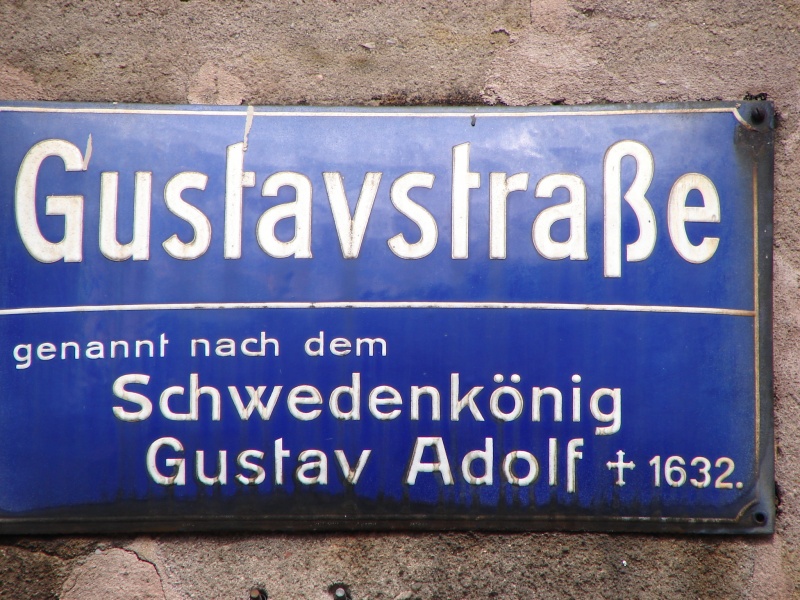 Gustavstraße
genannt nach dem
Schwedenkönig
Gustav Adolf † 1632.